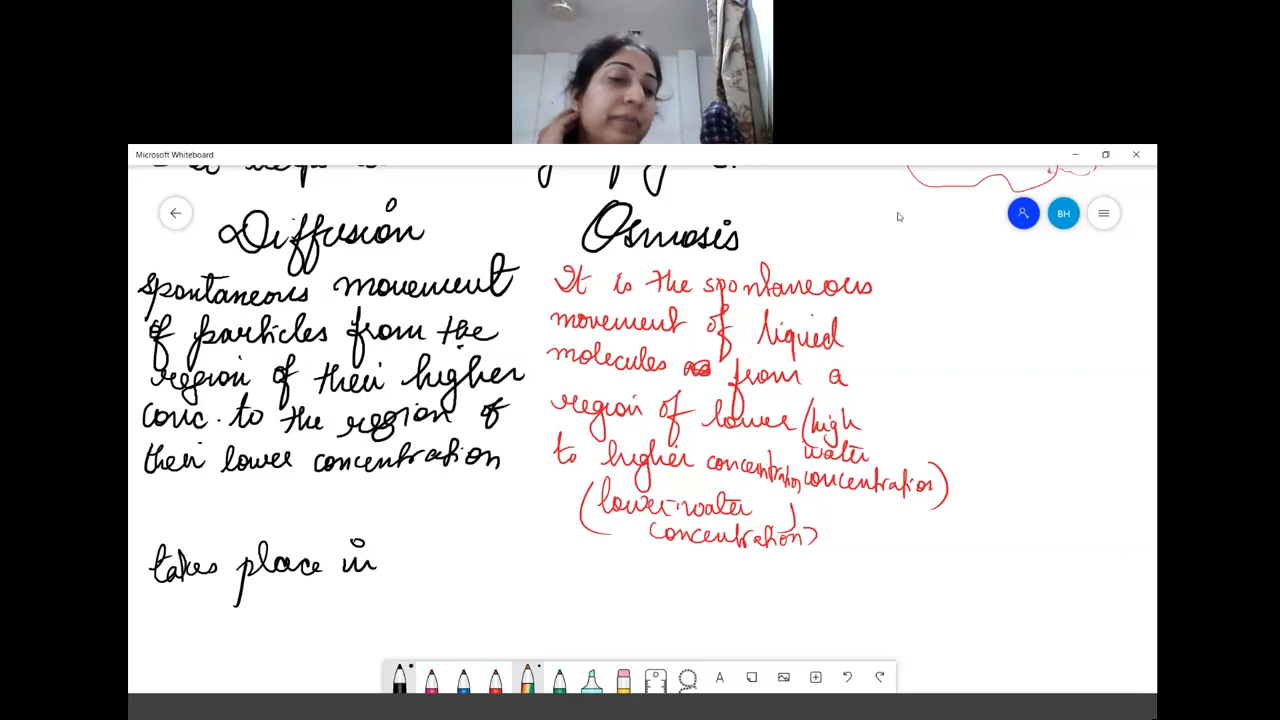 Microsoft Whiteboard
BH
Diffusion
spontaneous movement
of particles from the
region of their higher
conc. to the region of
their lower concentration
takes place in
Osmosis
It is the spontaneous
movement of liquid
molecules from a
region of lower (high
water
to higher concentration concentration)
(lower-water
concentration)
A